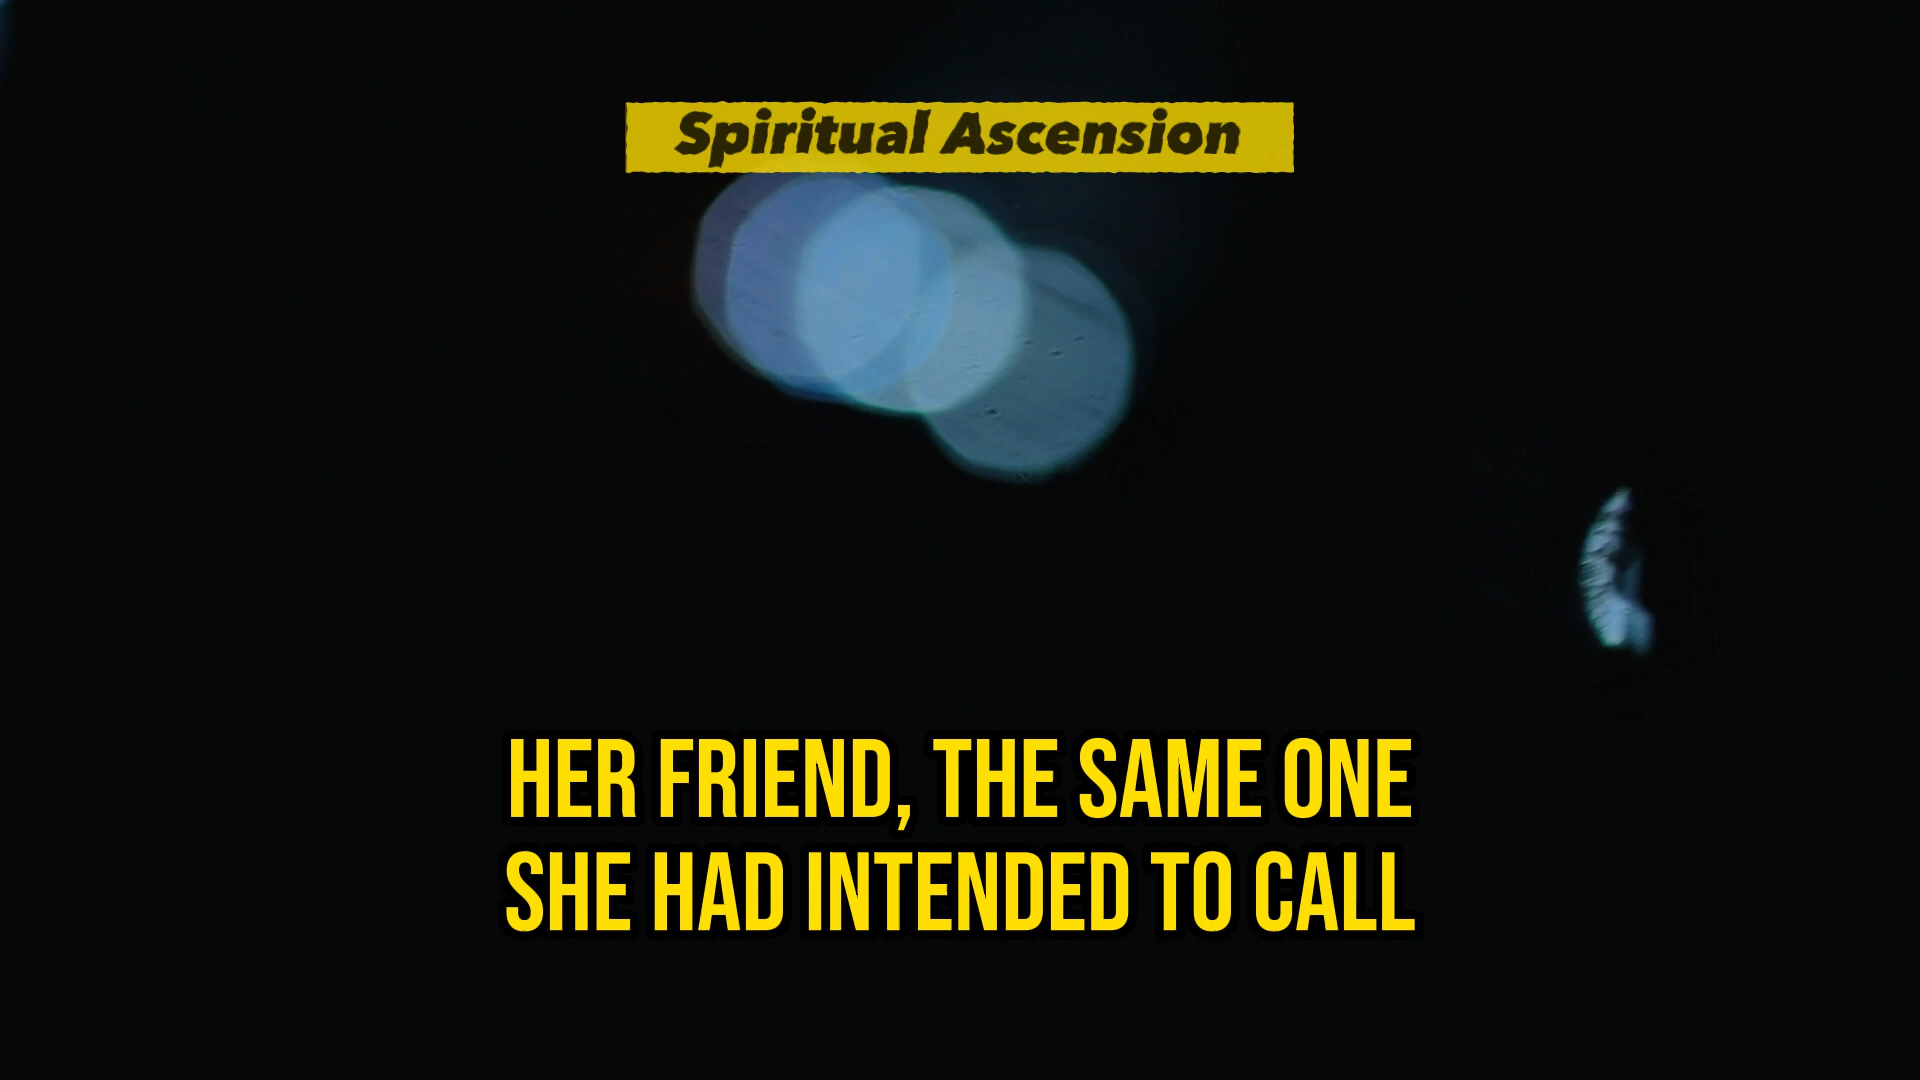 Spiritual Ascension
HER FRIEND, THE SAME ONE
SHE HAD INTENDED TO CALL